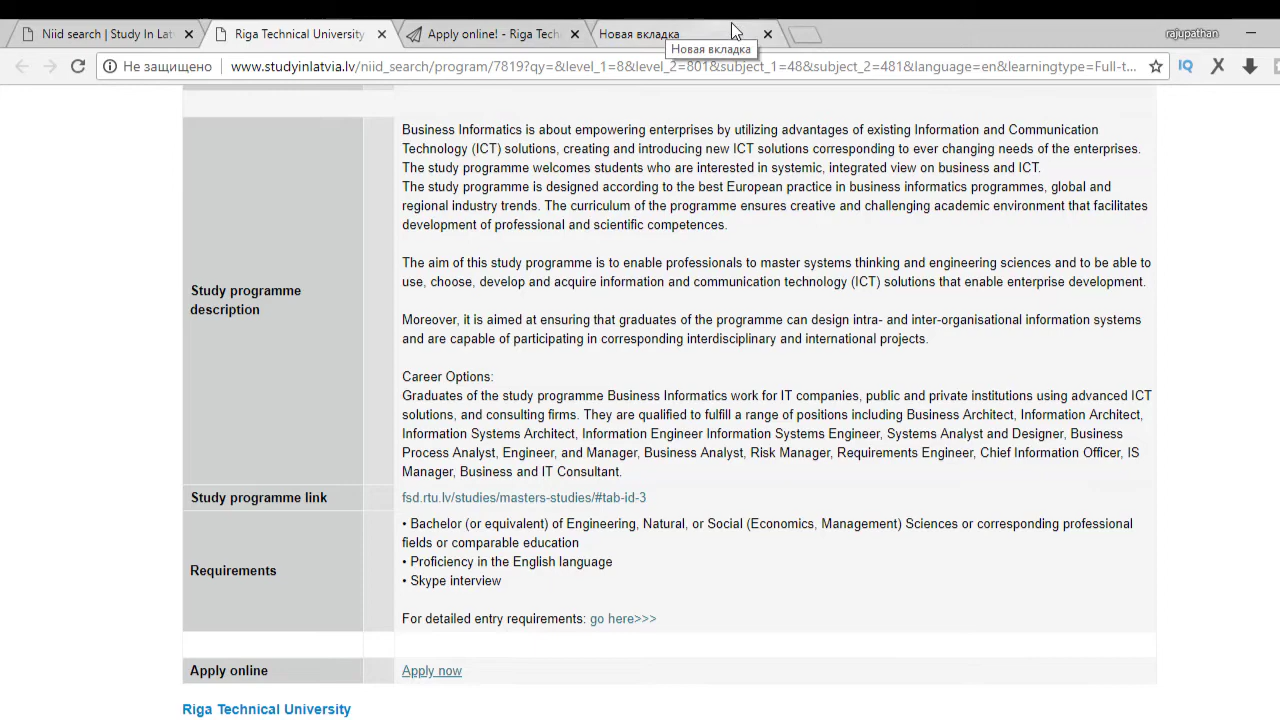 Niid search | Study In Lat
Riga Technical University
Apply online! - Riga Tech
Новая вкладка
rajupathan
Новая вкладка
Не защищено
www.studyinlatvia.lv/niid_search/program/7819?qy=&level_1=8&level_2=801&subject_1=48&subject_2=481&language=en&learningtype=Full-t...
IQ
Business Informatics is about empowering enterprises by utilizing advantages of existing Information and Communication
Technology (ICT) solutions, creating and introducing new ICT solutions corresponding to ever changing needs of the enterprises.
The study programme welcomes students who are interested in systemic, integrated view on business and ICT.
The study programme is designed according to the best European practice in business informatics programmes, global and
regional industry trends. The curriculum of the programme ensures creative and challenging academic environment that facilitates
development of professional and scientific competences.
The aim of this study programme is to enable professionals to master systems thinking and engineering sciences and to be able to
use, choose, develop and acquire information and communication technology (ICT) solutions that enable enterprise development.
Study programme
description
Moreover, it is aimed at ensuring that graduates of the programme can design intra- and inter-organisational information systems
and are capable of participating in corresponding interdisciplinary and international projects.
Career Options:
Graduates of the study programme Business Informatics work for IT companies, public and private institutions using advanced ICT
solutions, and consulting firms. They are qualified to fulfill a range of positions including Business Architect, Information Architect,
Information Systems Architect, Information Engineer Information Systems Engineer, Systems Analyst and Designer, Business
Process Analyst, Engineer, and Manager, Business Analyst, Risk Manager, Requirements Engineer, Chief Information Officer, IS
Manager, Business and IT Consultant.
Study programme link
fsd.rtu.lv/studies/masters-studies/#tab-id-3
Requirements
• Bachelor (or equivalent) of Engineering, Natural, or Social (Economics, Management) Sciences or corresponding professional
fields or comparable education
• Proficiency in the English language
• Skype interview
For detailed entry requirements: go here>>>
Apply online
Apply now
Riga Technical University